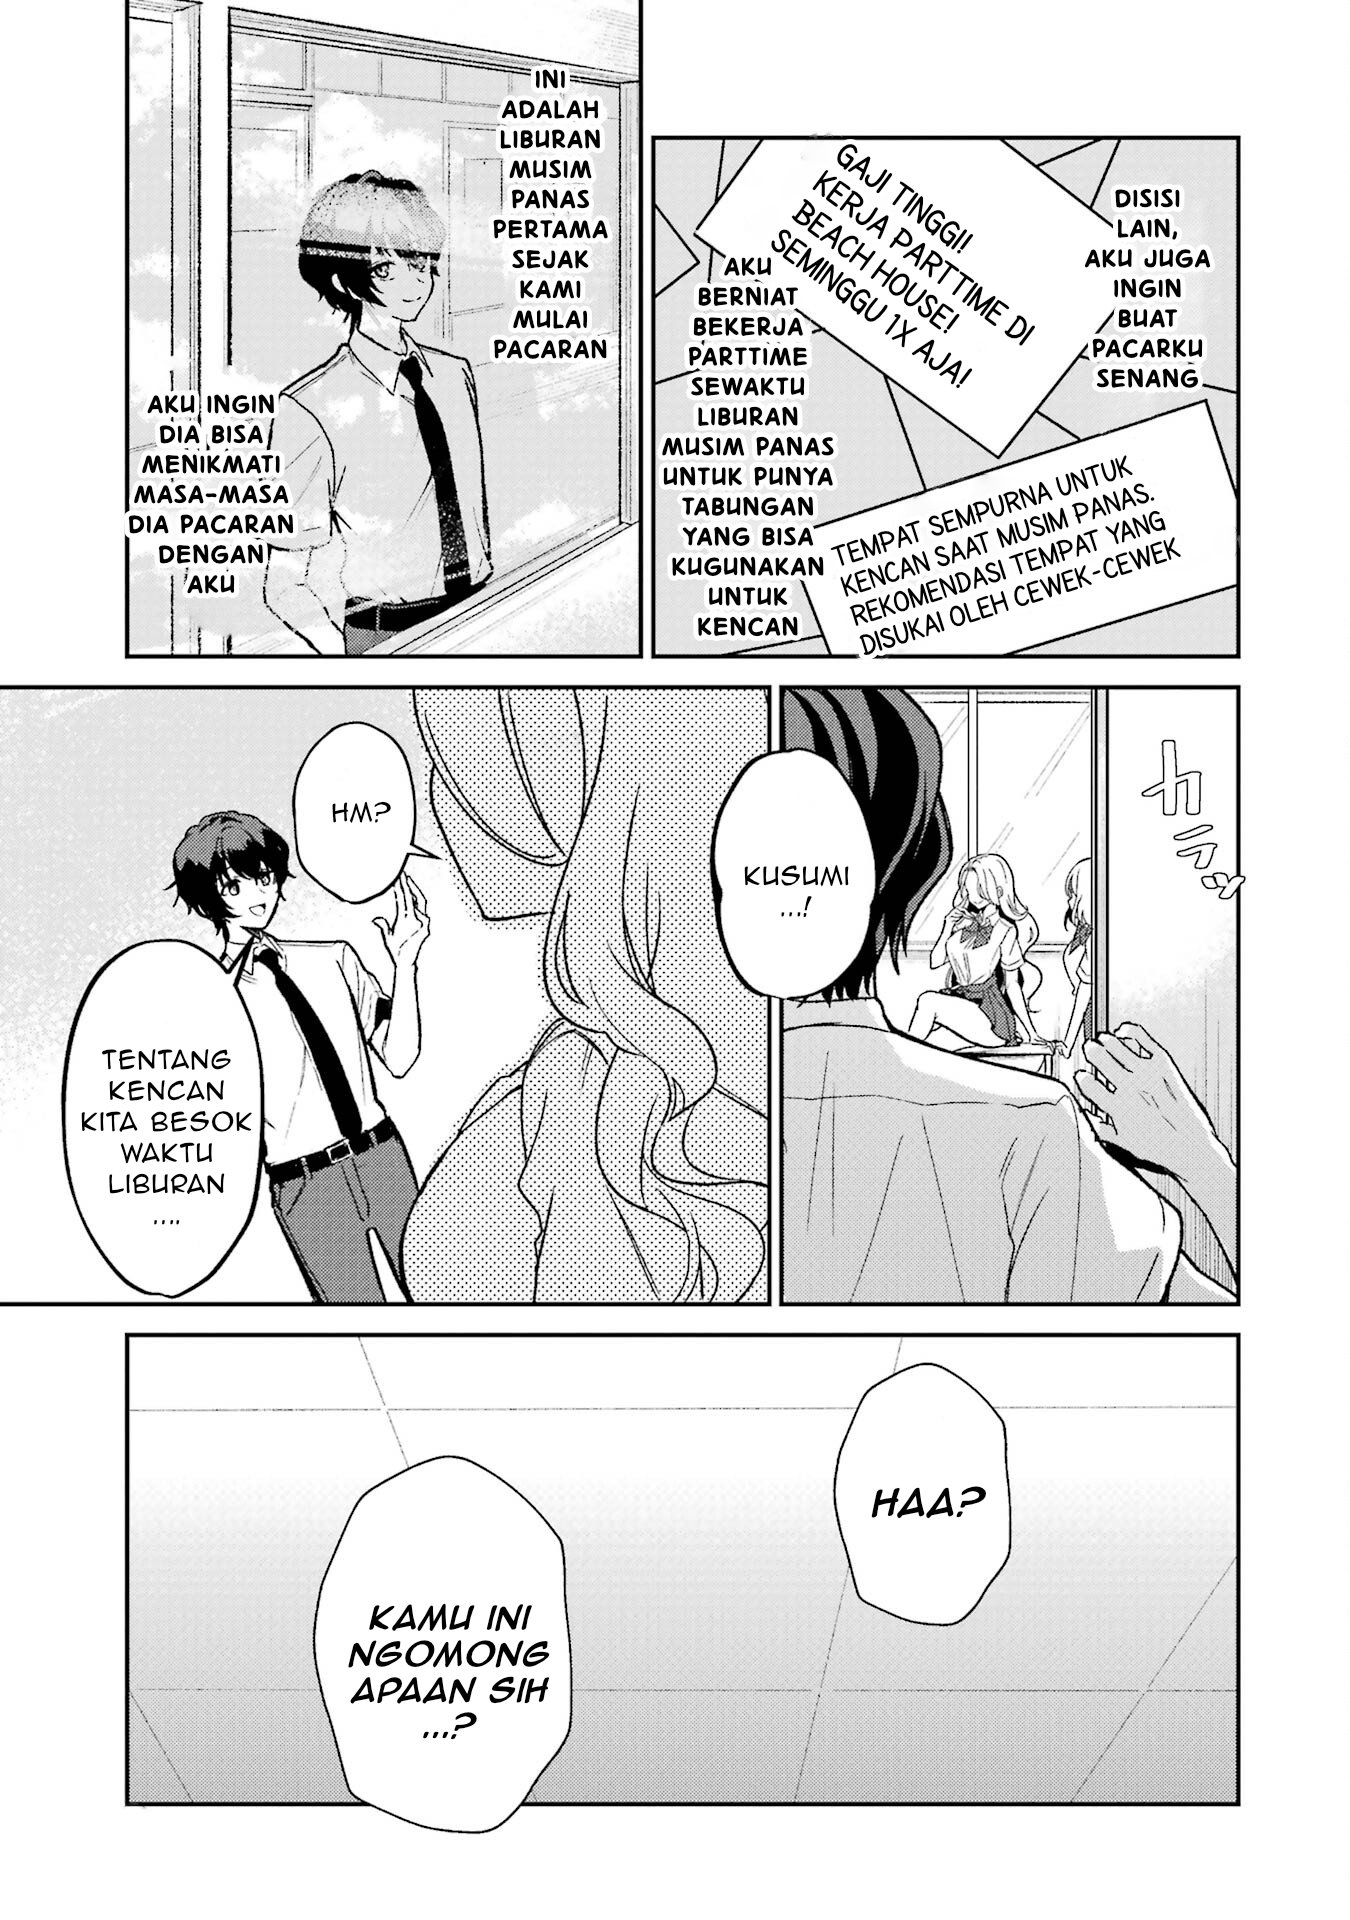 DISISI
LAIN,
AKU JUGA
INGIN
BUAT
PACARKU
SENANG
GAJI TINGGI!
KERJA PARTTIME DI
BEACH HOUSE!
SEMINGGU 1X AJA!
TEMPAT SEMPURNA UNTUK
KENCAN SAAT MUSIM PANAS.
REKOMENDASI TEMPAT YANG
DISUKAI OLEH CEWEK-CEWEK
AKU
BERNIAT
BEKERJA
PARTTIME
SEWAKTU
LIBURAN
MUSIM PANAS
UNTUK PUNYA
TABUNGAN
YANG BISA
KUGUNAKAN
UNTUK
KENCAN
INI
ADALAH
LIBURAN
MUSIM
PANAS
PERTAMA
SEJAK
KAMI
MULAI
PACARAN
AKU INGIN
DIA BISA
MENIKMATI
MASA-MASA
DIA PACARAN
DENGAN
AKU
カラッ
KUSUMI
...!
HM?
TENTANG
KENCAN
KITA BESOK
WAKTU
LIBURAN
....
HAA?
KAMU INI
NGOMONG
APAAN SIH
...?